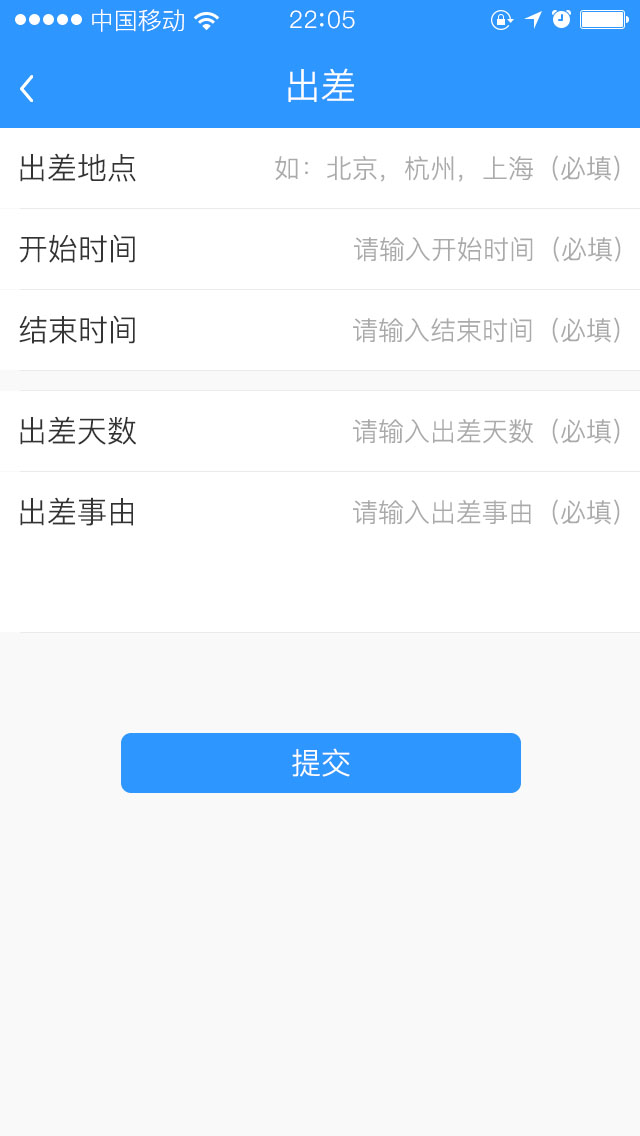 中国移动 22:05
出差
出差地点 如：北京，杭州，上海（必填）
开始时间 请输入开始时间（必填）
结束时间 请输入结束时间（必填）
出差天数 请输入出差天数（必填）
出差事由 请输入出差事由（必填）
提交